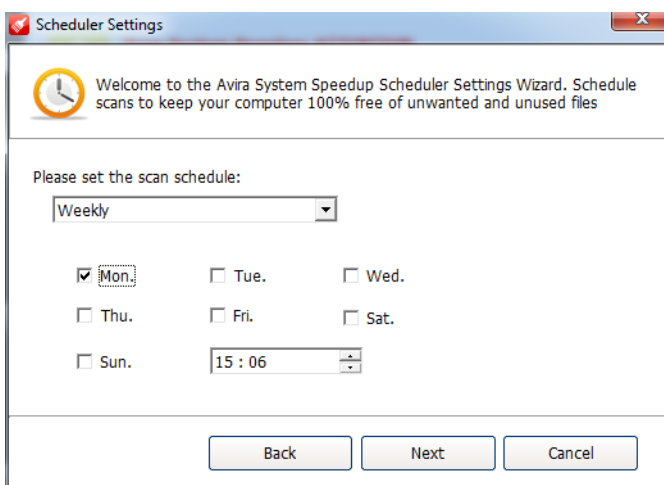 Scheduler Settings
Welcome to the Avira System Speedup Scheduler Settings Wizard. Schedule
scans to keep your computer 100% free of unwanted and unused files
Please set the scan schedule:
Weekly
Mon. Tue. Wed.
Thu. Fri. Sat.
Sun. 15 : 06
Back Next Cancel